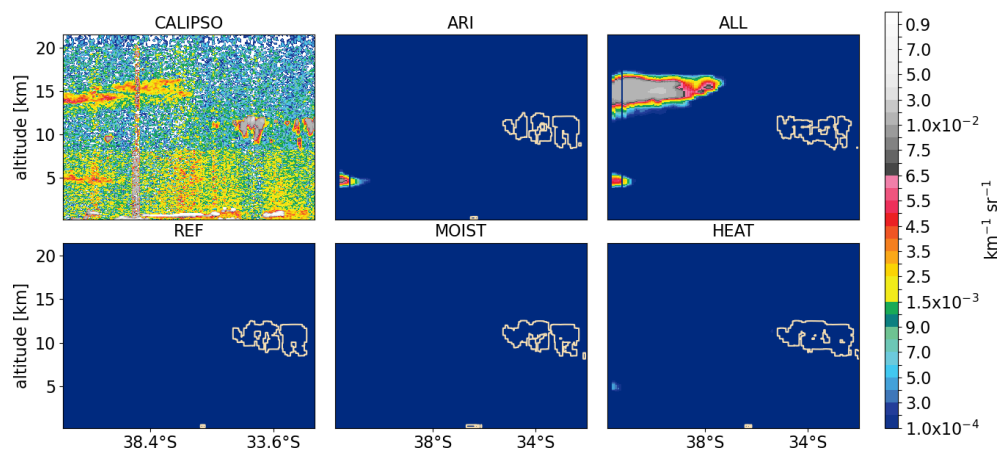 CALIPSO ARI ALL
20
15
10
5
altitude [km]
REF MOIST HEAT
20
15
10
5
altitude [km]
38.4°S 33.6°S 38°S 34°S 38°S 34°S
0.9
7.0
5.0
3.0
1.0x10⁻²
7.5
6.5
5.5
4.5
3.5
2.5
1.5x10⁻³
9.0
7.0
5.0
3.0
1.0x10⁻⁴
km⁻¹ sr⁻¹